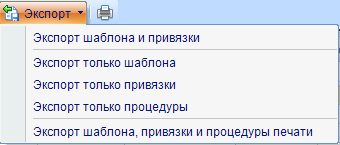 Экспорт
Экспорт шаблона и привязки
Экспорт только шаблона
Экспорт только привязки
Экспорт только процедуры
Экспорт шаблона, привязки и процедуры печати